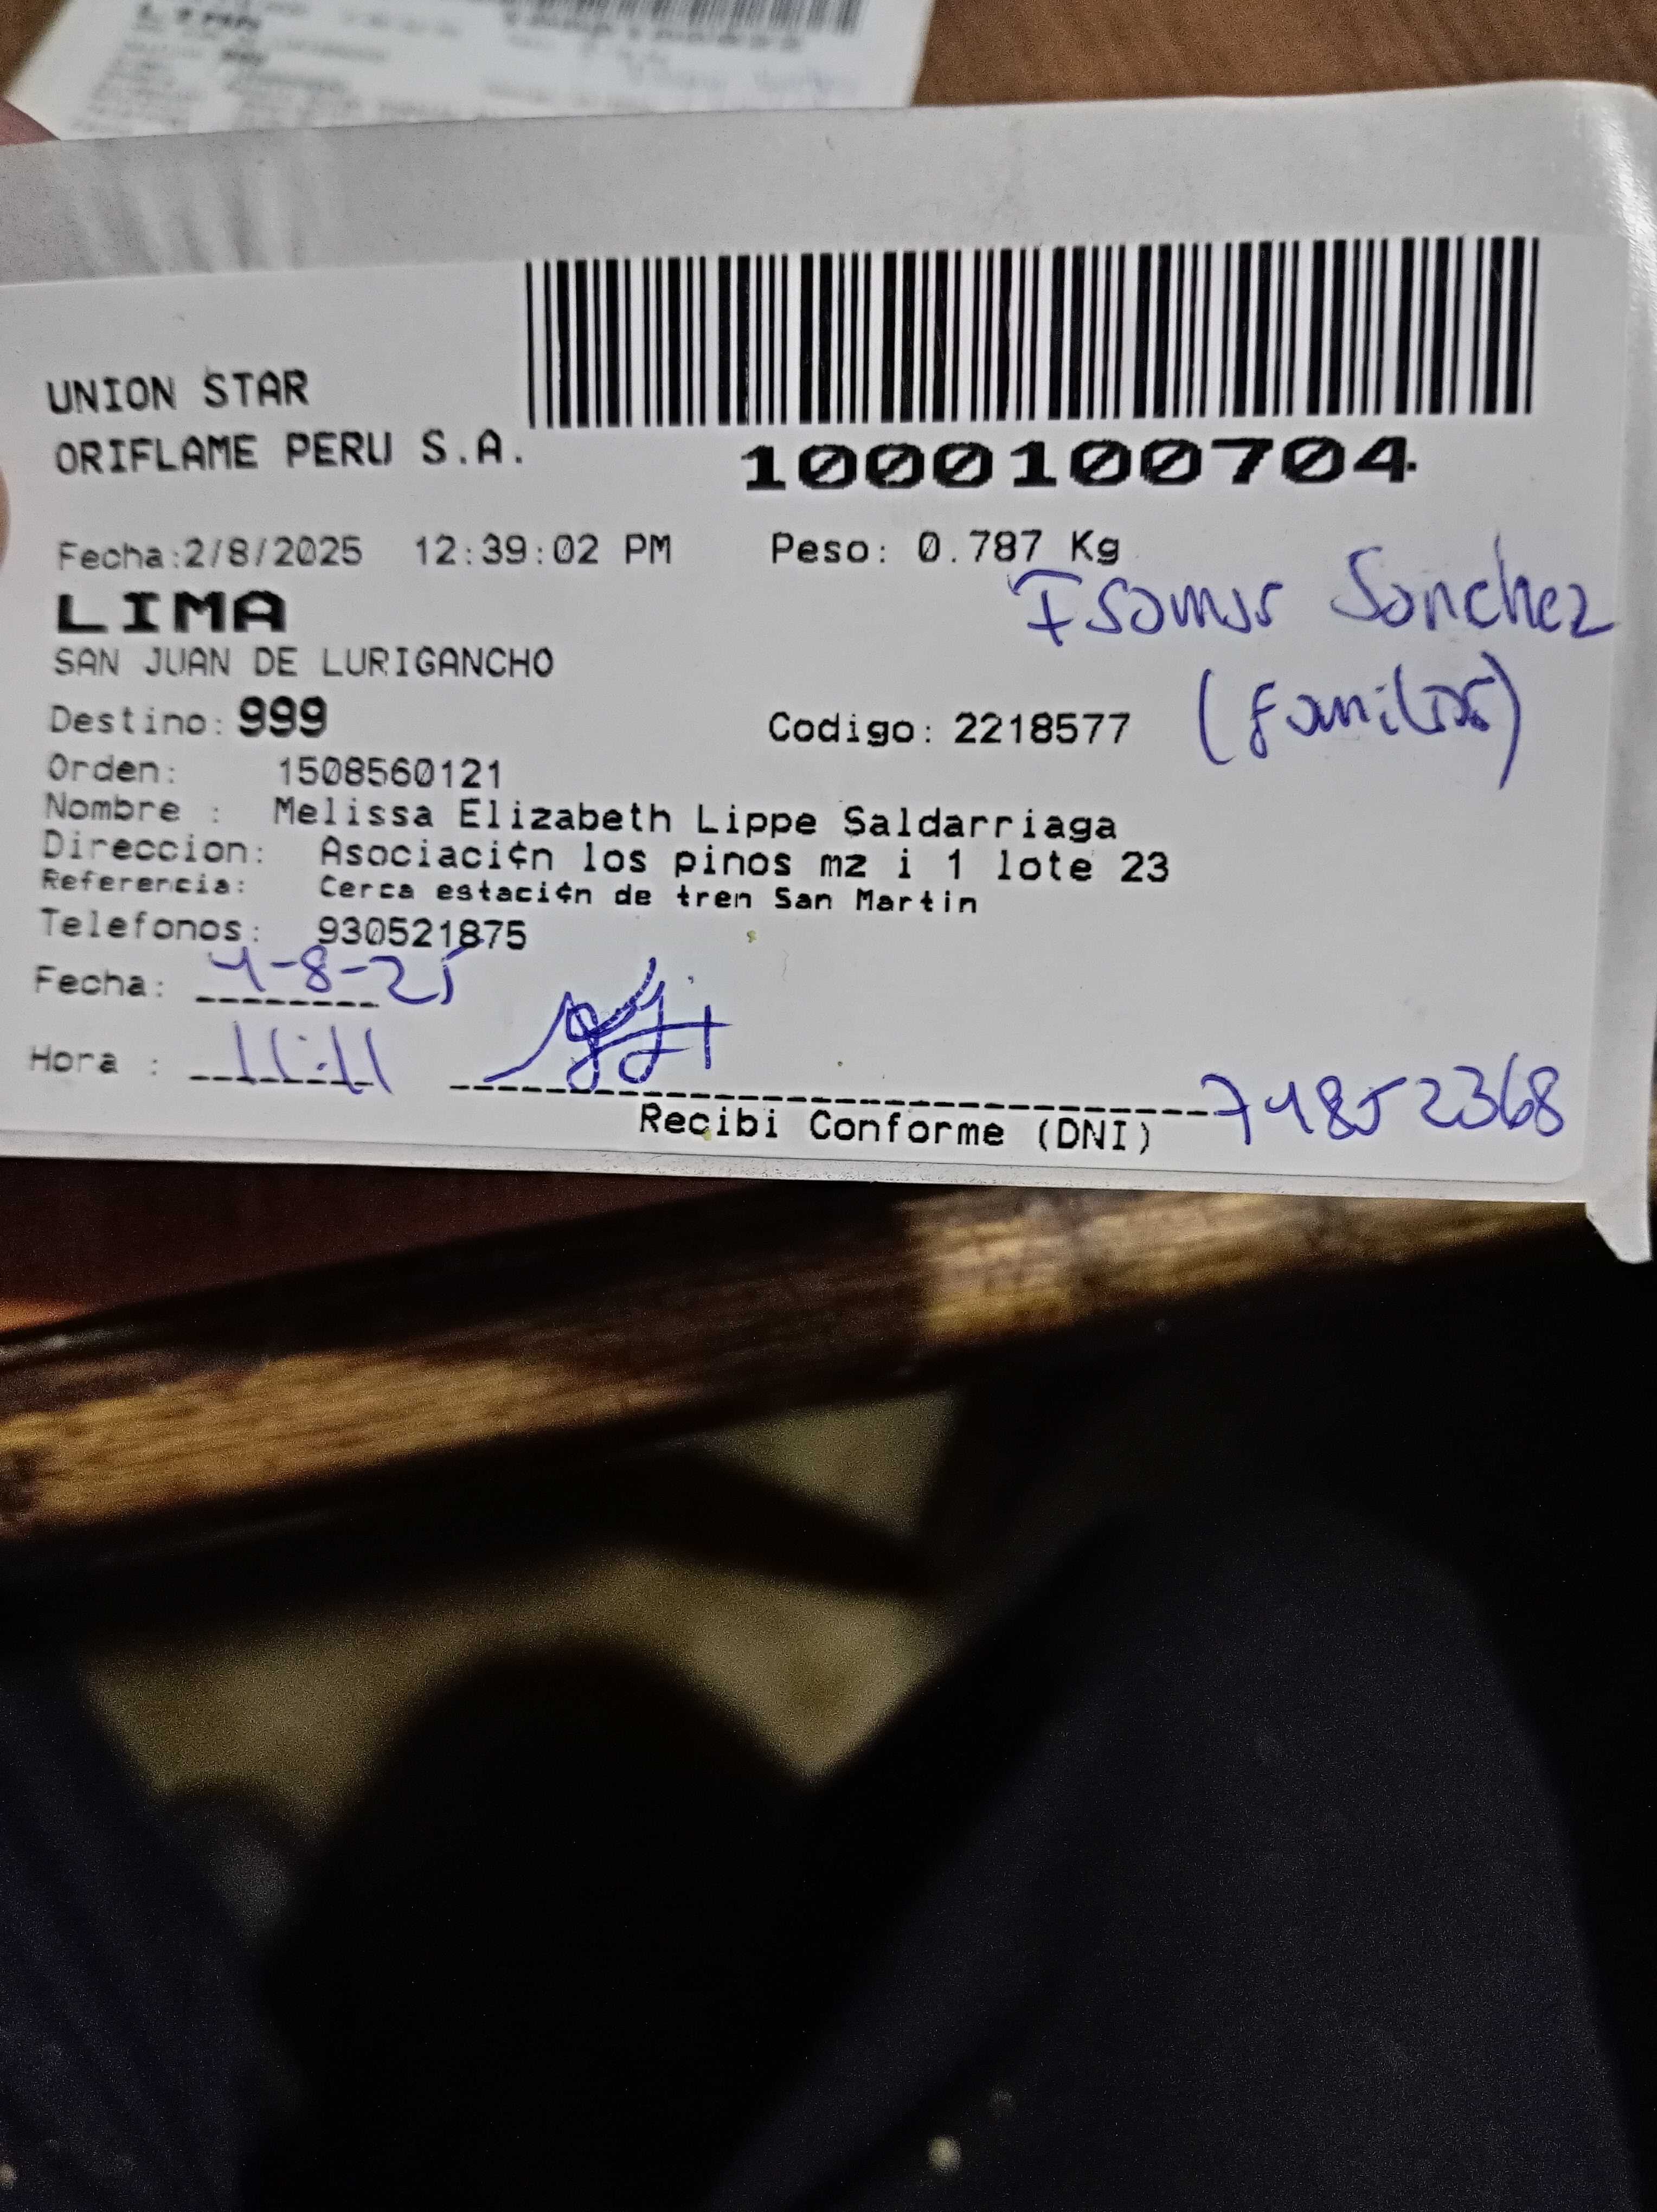 UNION STAR
ORIFLAME PERU S.A.
1000100704
Fecha:2/8/2025 12:39:02 PM Peso: 0.787 Kg
LIMA
Sanchez
SAN JUAN DE LURIGANCHO
(familiar)
Destino: 999 Codigo: 2218577
Orden: 1508560121
Nombre : Melissa Elizabeth Lippe Saldarriaga
Direccion: Asociaci¢n los pinos mz i 1 lote 23
Referencia: Cerca estaci¢n de tren San Martin
Telefonos: 930521875
Fecha: 4-8-25
Hora : 11:11
74852368
Recibi Conforme (DNI)